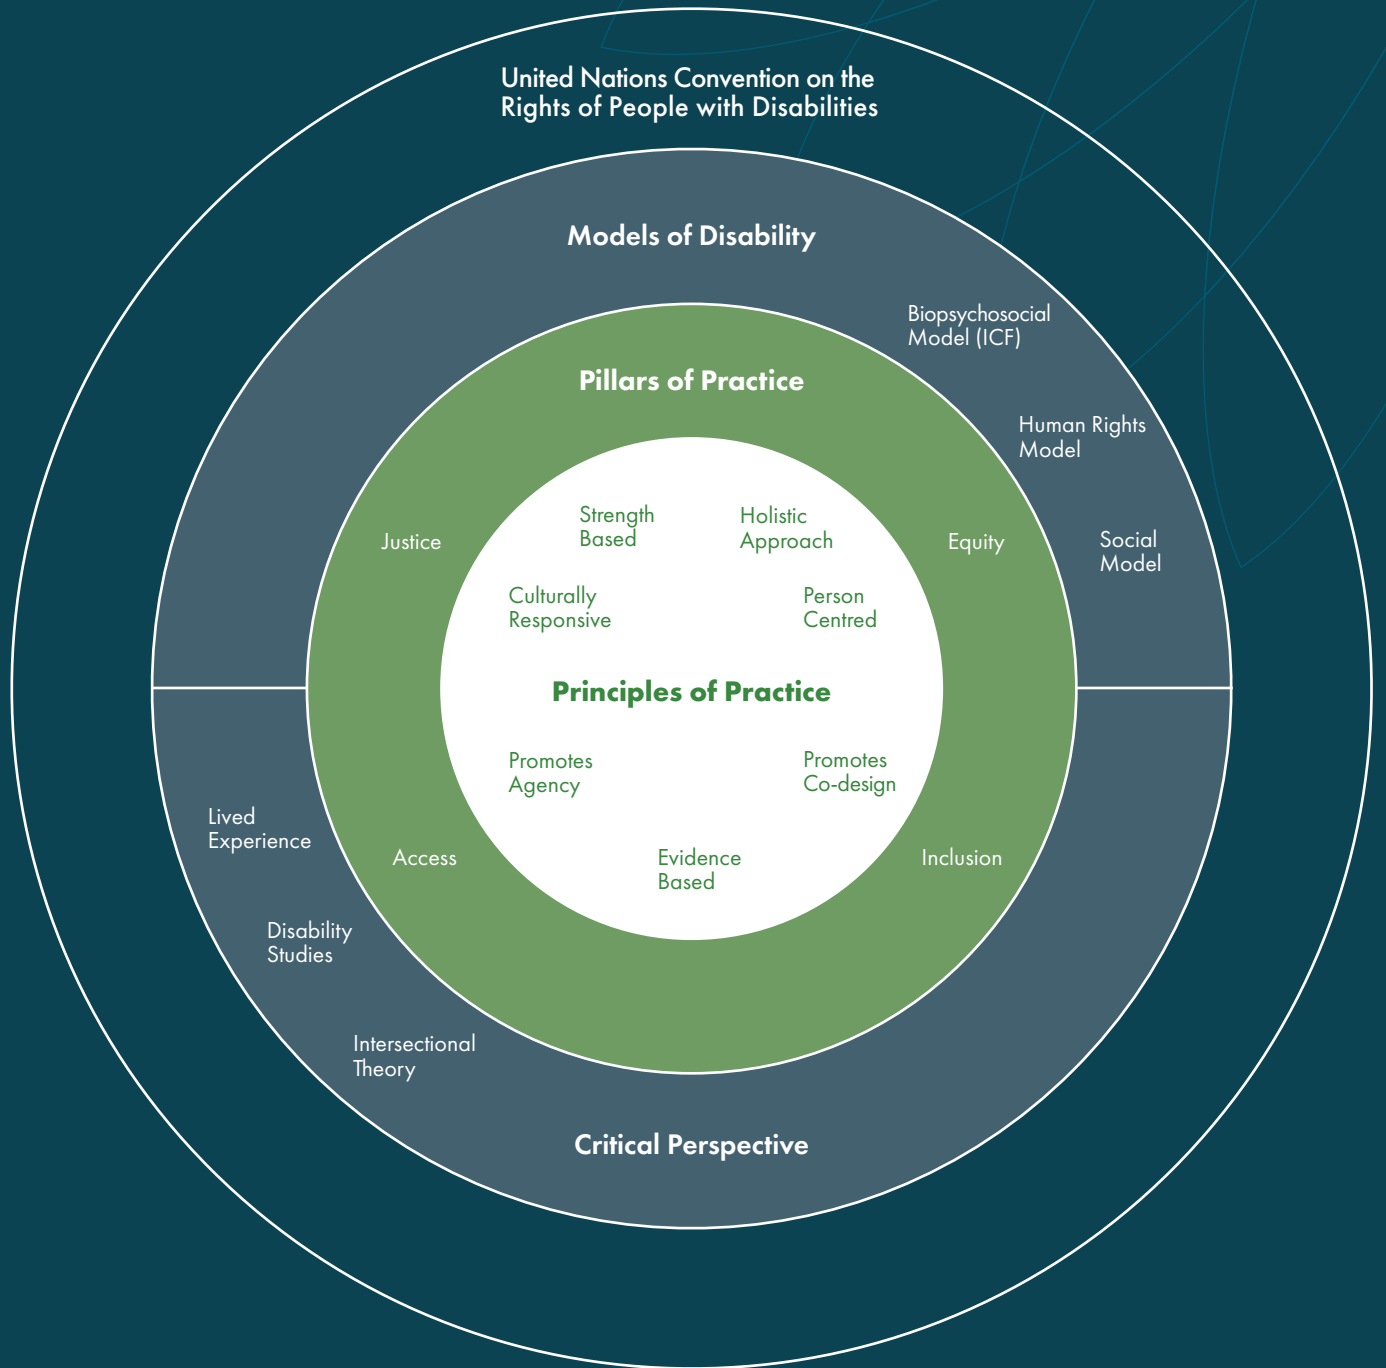 United Nations Convention on the
Rights of People with Disabilities
Models of Disability
Biopsychosocial
Model (ICF)
Human Rights
Model
Social
Model
Pillars of Practice
Justice
Equity
Access
Inclusion
Strength
Based
Holistic
Approach
Culturally
Responsive
Person
Centred
Principles of Practice
Promotes
Agency
Promotes
Co-design
Evidence
Based
Lived
Experience
Disability
Studies
Intersectional
Theory
Critical Perspective